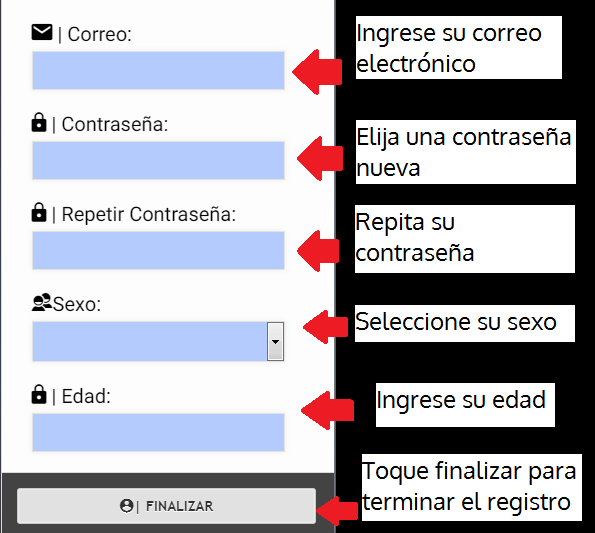 | Correo:
Ingrese su correo
electrónico
| Contraseña:
Elija una contraseña
nueva
| Repetir Contraseña:
Repita su
contraseña
Sexo:
Seleccione su sexo
| Edad:
Ingrese su edad
Toque finalizar para
terminar el registro
| FINALIZAR